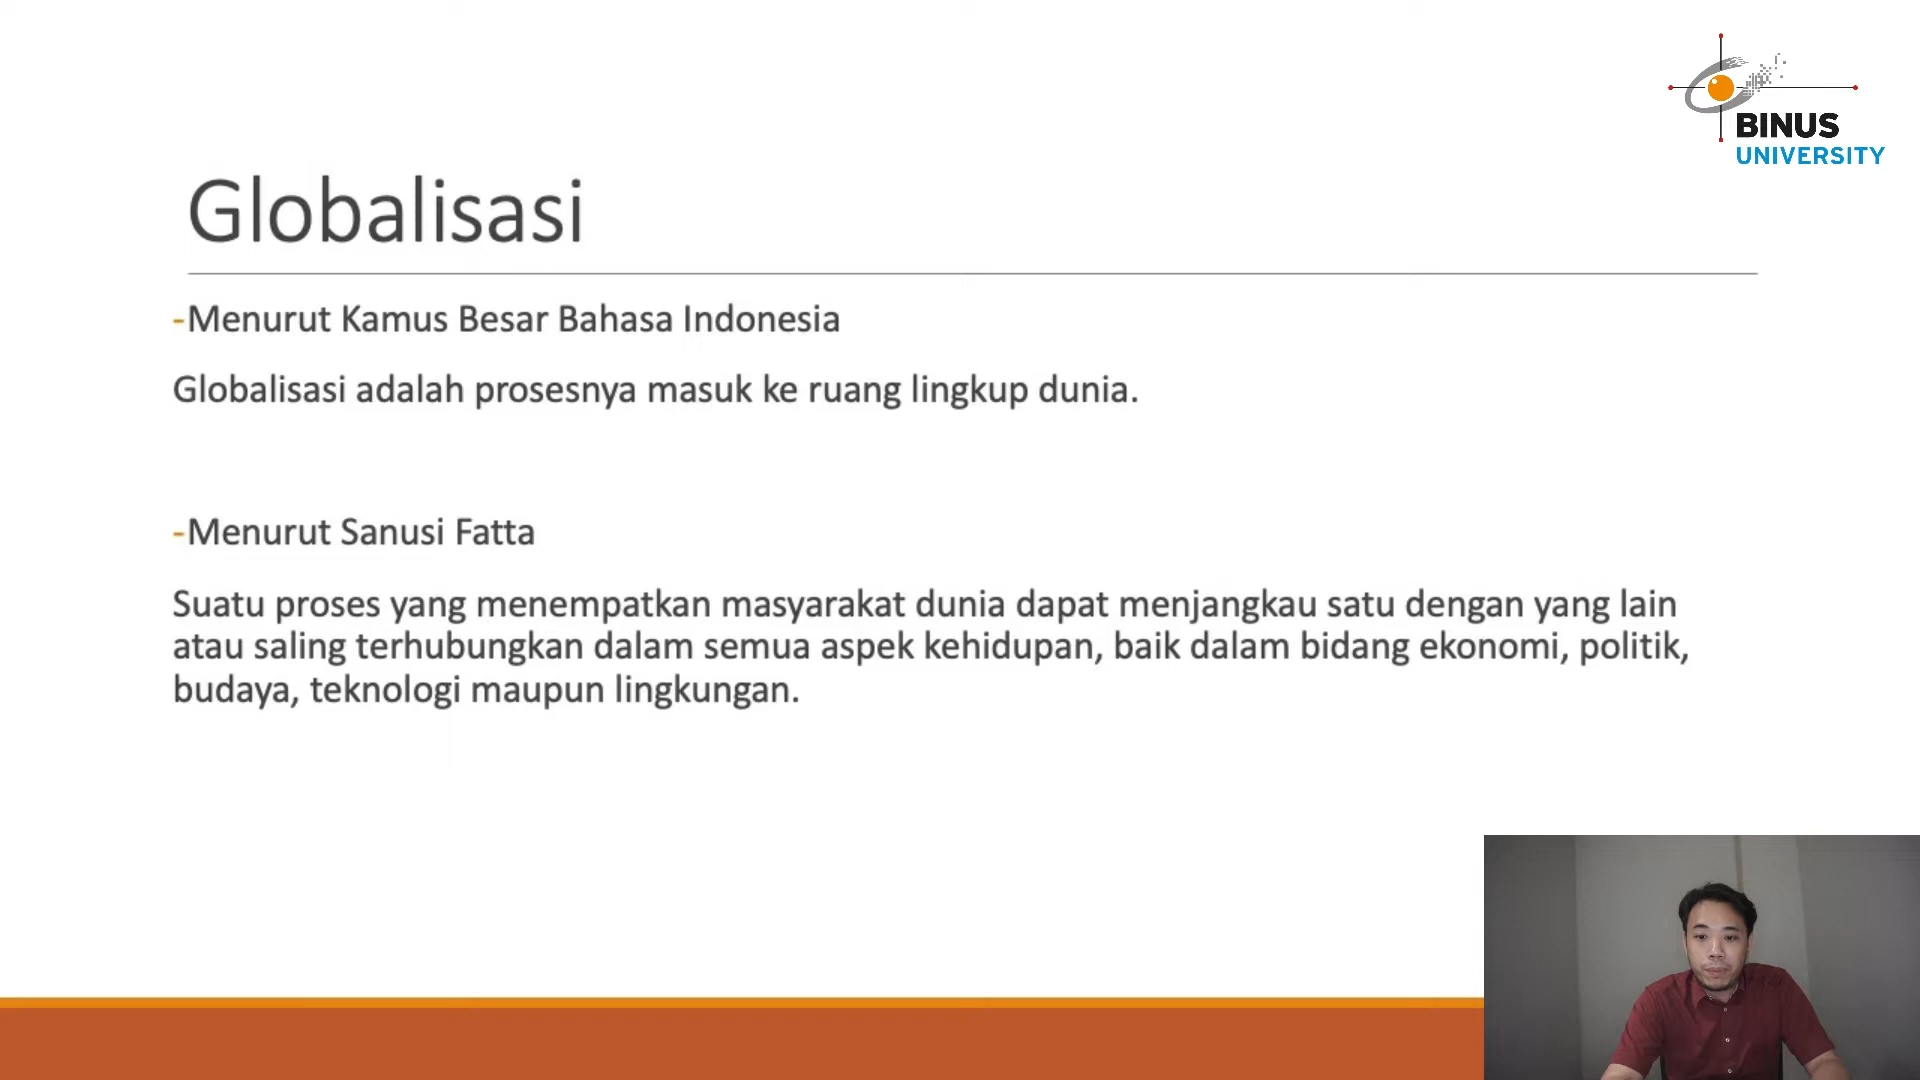 BINUS
UNIVERSITY
Globalisasi
-Menurut Kamus Besar Bahasa Indonesia
Globalisasi adalah prosesnya masuk ke ruang lingkup dunia.
-Menurut Sanusi Fatta
Suatu proses yang menempatkan masyarakat dunia dapat menjangkau satu dengan yang lain
atau saling terhubungkan dalam semua aspek kehidupan, baik dalam bidang ekonomi, politik,
budaya, teknologi maupun lingkungan.